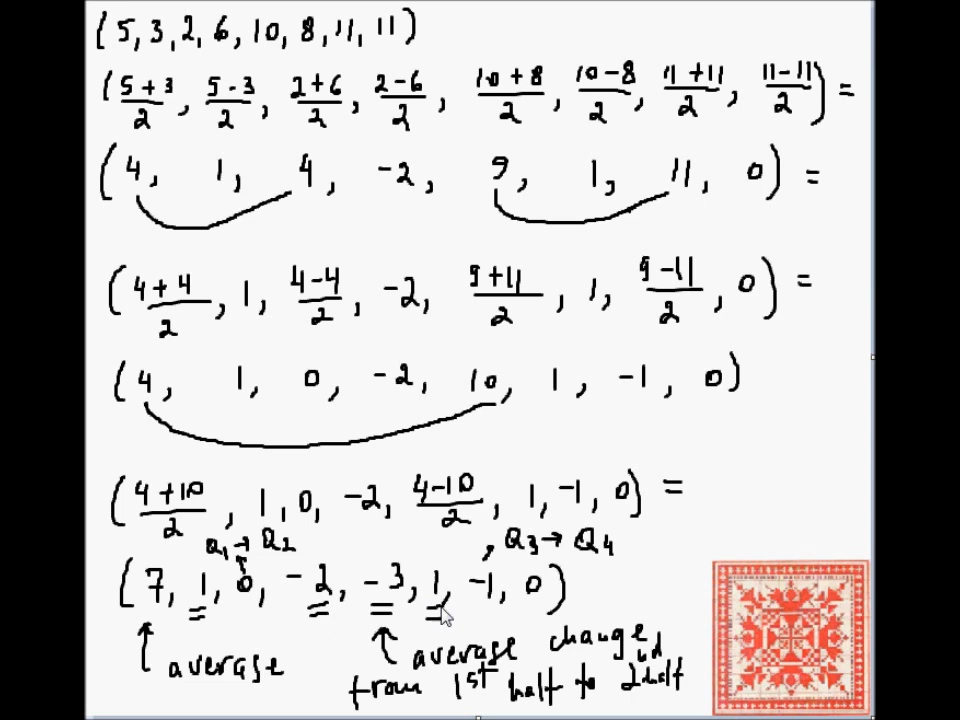 (5, 3, 2, 6, 10, 8, 11, 11)
(5+3/2, 5-3/2, 2+6/2, 2-6/2, 10+8/2, 10-8/2, 11+11/2, 11-11/2) =
(4, 1, 4, -2, 9, 1, 11, 0) =
(4+4/2, 1, 4-4/2, -2, 9+11/2, 1, 9-11/2, 0) =
(4, 1, 0, -2, 10, 1, -1, 0)
(4+10/2, 1, 0, -2, 4-10/2, 1, -1, 0) =
Q1 → Q2 , Q3 → Q4
(7, 1, 0, -2, -3, 1, -1, 0)
↑ average
↑ average change
from 1st half to 2nd half